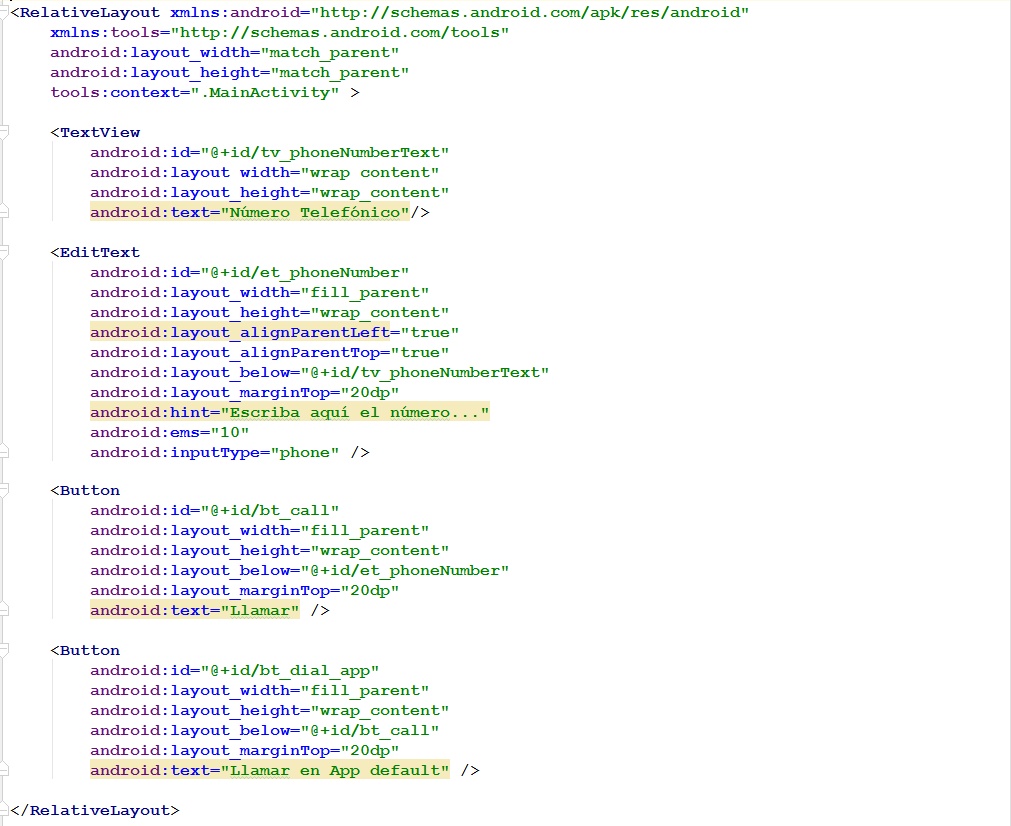 <RelativeLayout xmlns:android="http://schemas.android.com/apk/res/android"
    xmlns:tools="http://schemas.android.com/tools"
    android:layout_width="match_parent"
    android:layout_height="match_parent"
    tools:context=".MainActivity" >

    <TextView
        android:id="@+id/tv_phoneNumberText"
        android:layout_width="wrap_content"
        android:layout_height="wrap_content"
        android:text="Número Telefónico"/>

    <EditText
        android:id="@+id/et_phoneNumber"
        android:layout_width="fill_parent"
        android:layout_height="wrap_content"
        android:layout_alignParentLeft="true"
        android:layout_alignParentTop="true"
        android:layout_below="@+id/tv_phoneNumberText"
        android:layout_marginTop="20dp"
        android:hint="Escriba aquí el número..."
        android:ems="10"
        android:inputType="phone" />

    <Button
        android:id="@+id/bt_call"
        android:layout_width="fill_parent"
        android:layout_height="wrap_content"
        android:layout_below="@+id/et_phoneNumber"
        android:layout_marginTop="20dp"
        android:text="Llamar" />

    <Button
        android:id="@+id/bt_dial_app"
        android:layout_width="fill_parent"
        android:layout_height="wrap_content"
        android:layout_below="@+id/bt_call"
        android:layout_marginTop="20dp"
        android:text="Llamar en App default" />

</RelativeLayout>